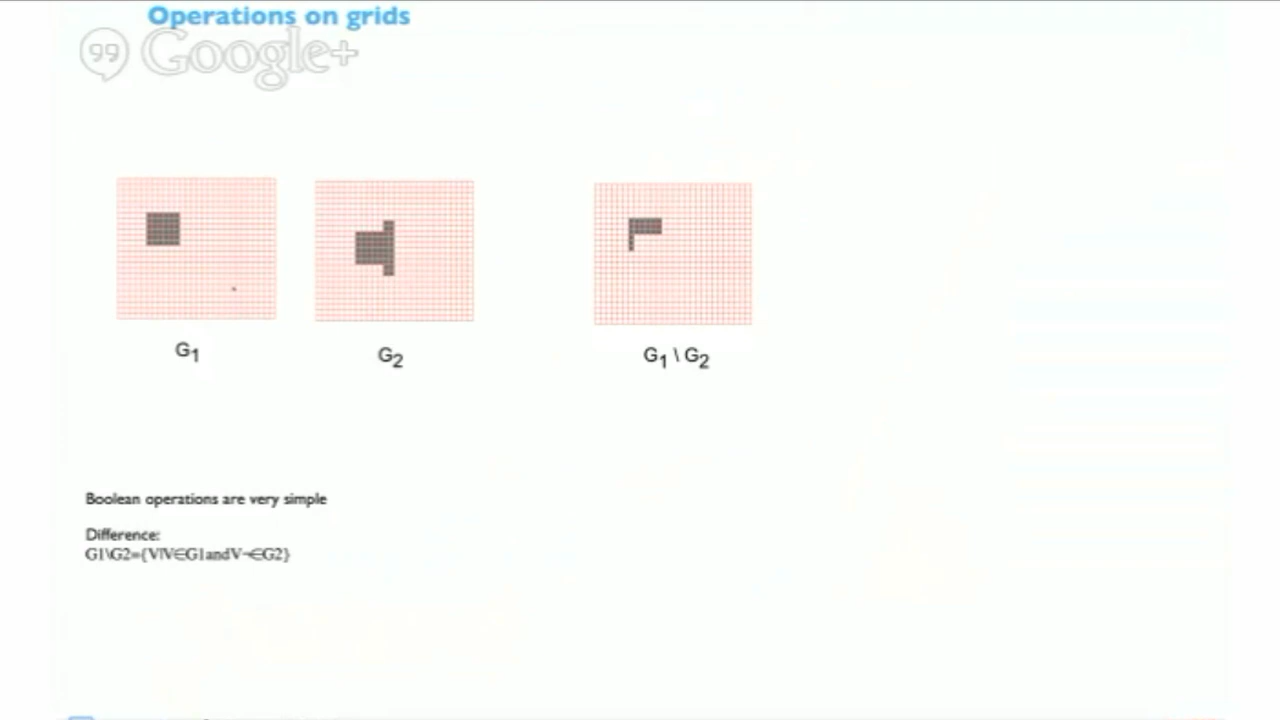 Operations on grids
Google+
G1
G2
G1 \ G2
Boolean operations are very simple
Difference:
G1\G2={V|V∈G1andV¬∈G2}